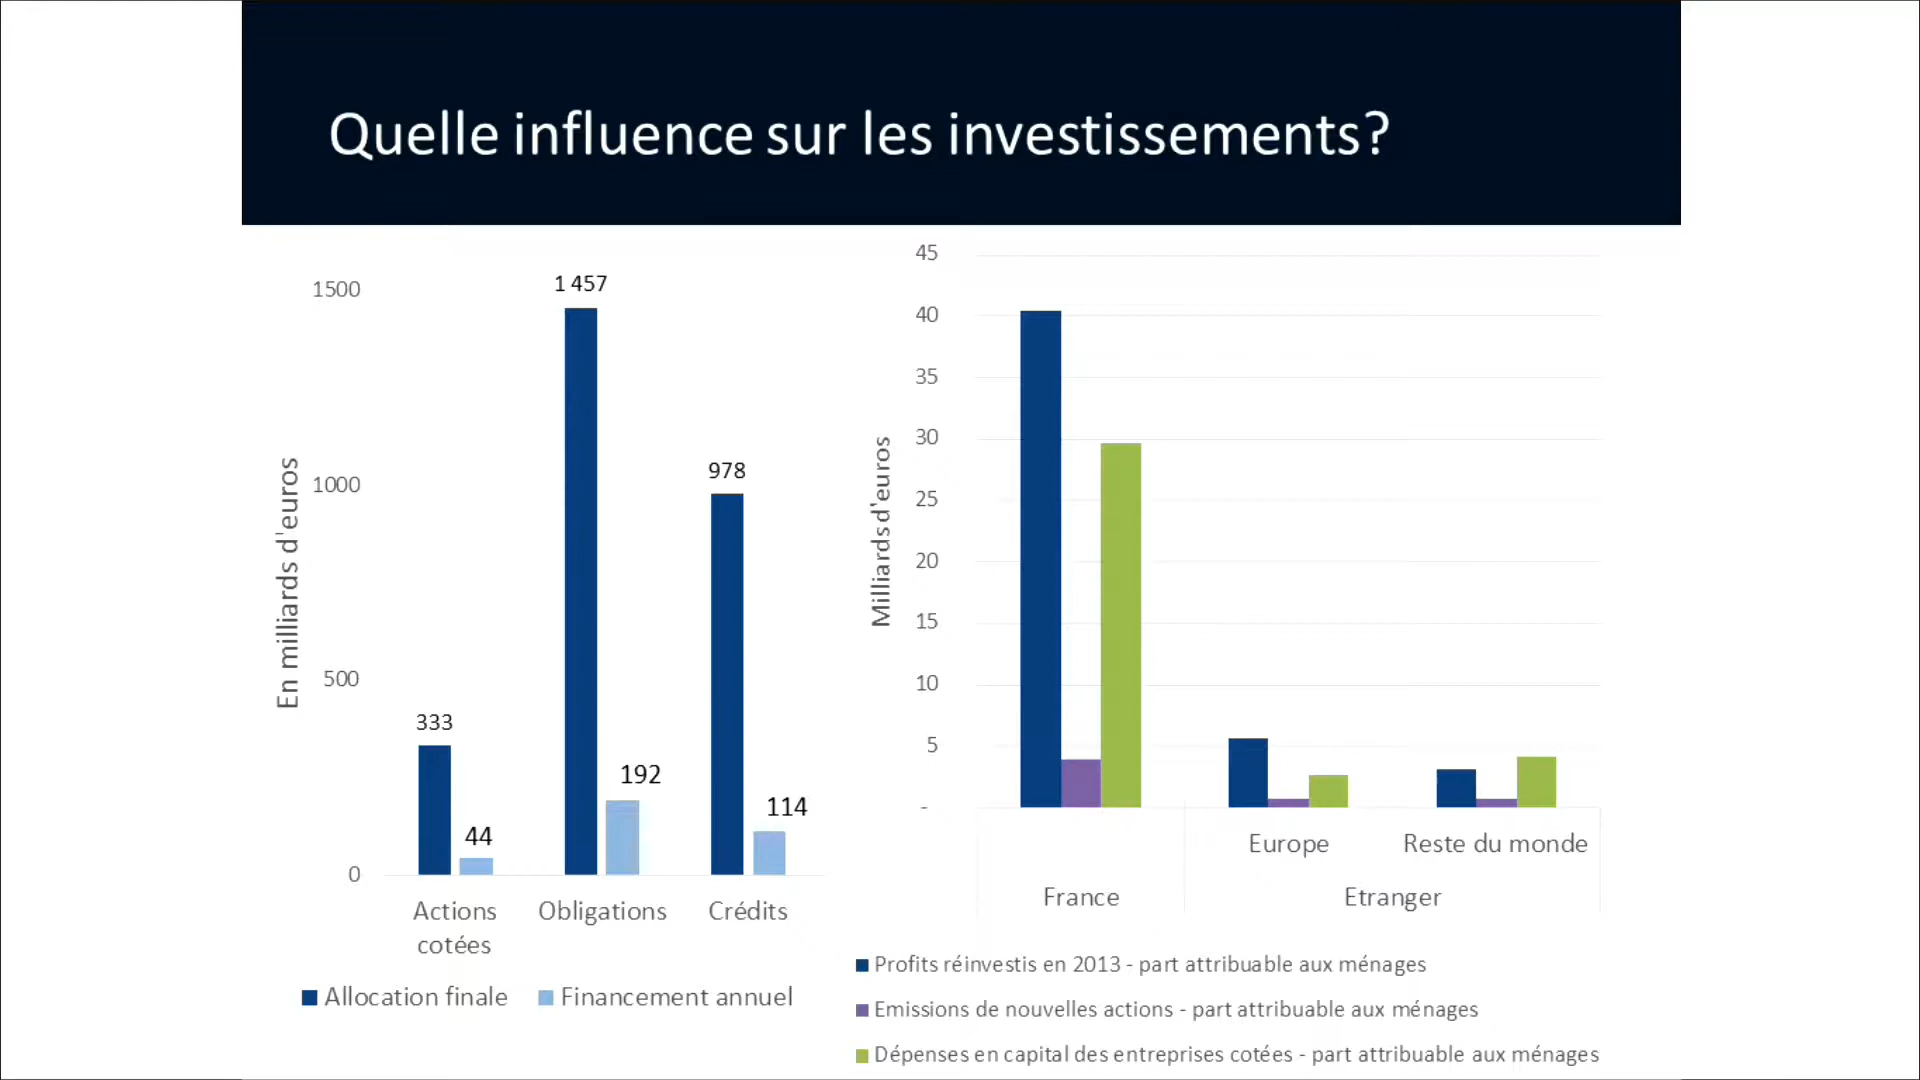 Quelle influence sur les investissements?
En milliards d'euros
1500
1000
500
0
333
44
1 457
192
978
114
Actions
cotées
Obligations
Crédits
Allocation finale
Financement annuel
Milliards d'euros
45
40
35
30
25
20
15
10
5
-
Europe
Reste du monde
France
Etranger
Profits réinvestis en 2013 - part attribuable aux ménages
Emissions de nouvelles actions - part attribuable aux ménages
Dépenses en capital des entreprises cotées - part attribuable aux ménages